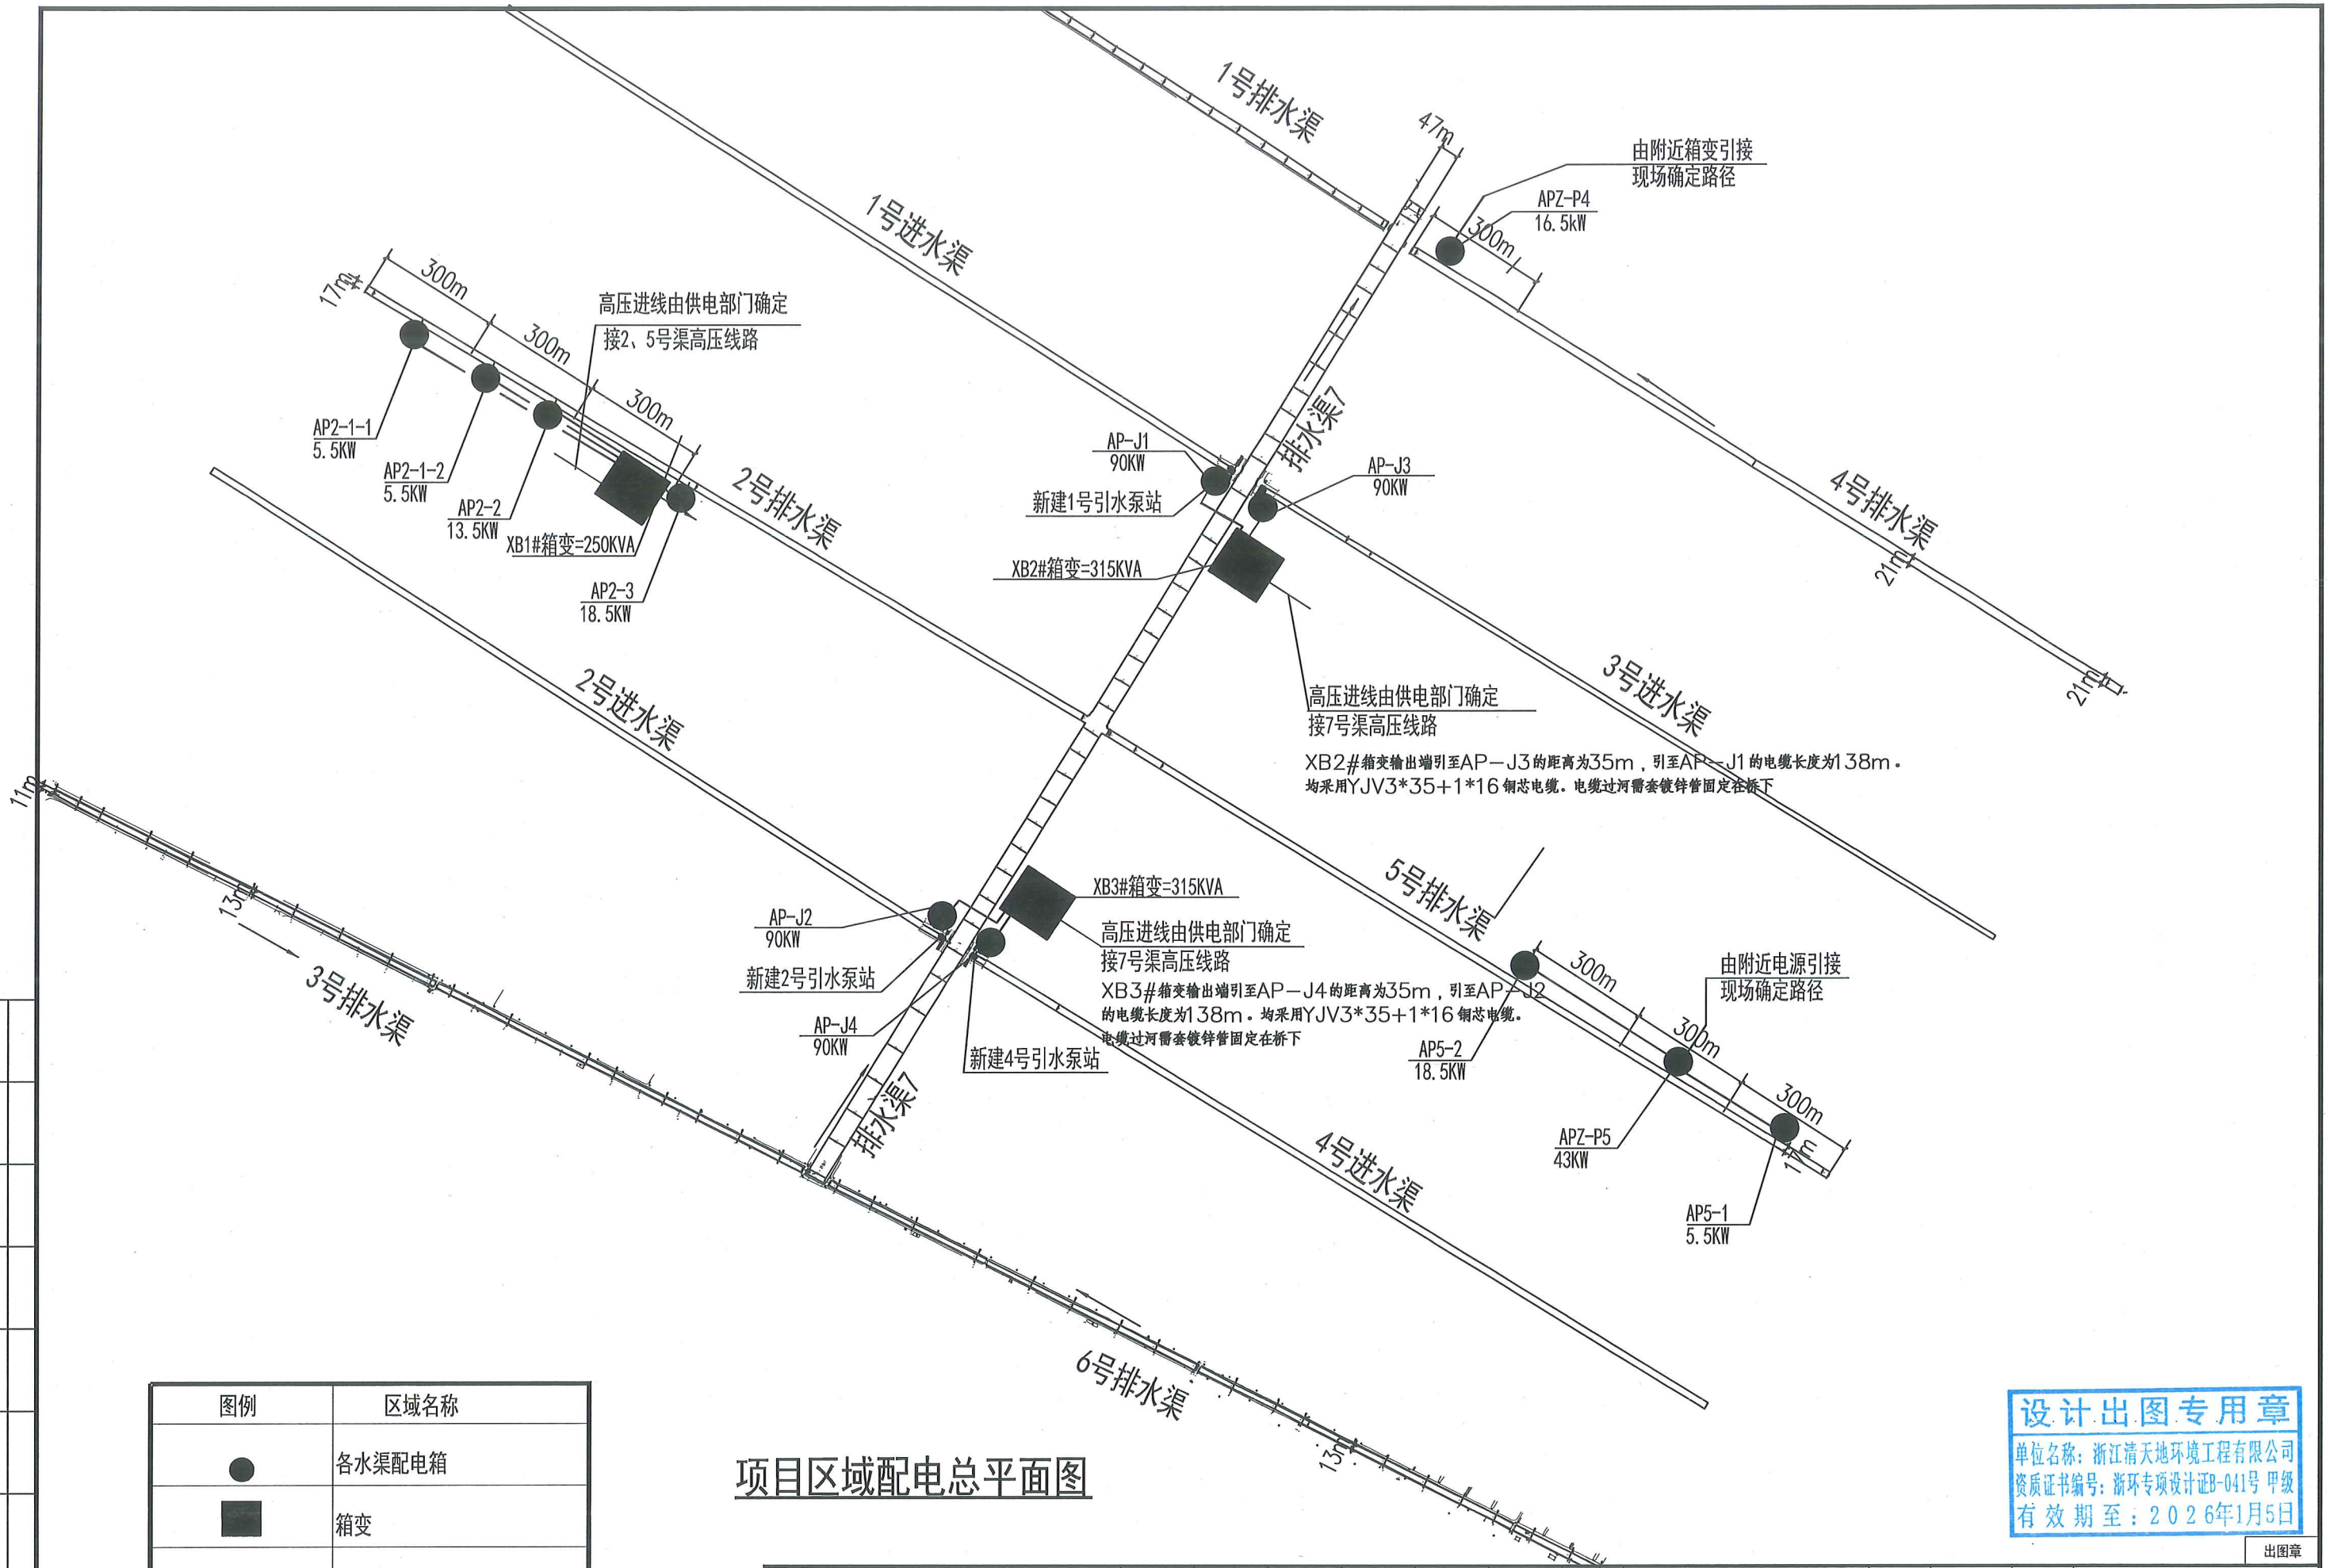 1号排水渠
47m
由附近箱变引接
现场确定路径
APZ-P4
16.5kW
300m
1号进水渠
17m
300m
300m
300m
高压进线由供电部门确定
接2、5号渠高压线路
AP2-1-1
5.5KW
AP2-1-2
5.5KW
AP2-2
13.5KW
XB1#箱变=250KVA
AP2-3
18.5KW
2号排水渠
排水渠7
AP-J1
90KW
新建1号引水泵站
AP-J3
90KW
XB2#箱变=315KVA
4号排水渠
21m
21m
3号进水渠
高压进线由供电部门确定
接7号渠高压线路
XB2#箱变输出端引至AP-J3的距离为35m，引至AP-J1的电缆长度为138m。
均采用YJV3*35+1*16铜芯电缆。电缆过河需套镀锌管固定在桥下
2号进水渠
11m
13m
3号排水渠
AP-J2
90KW
新建2号引水泵站
XB3#箱变=315KVA
高压进线由供电部门确定
接7号渠高压线路
XB3#箱变输出端引至AP-J4的距离为35m，引至AP-J2
的电缆长度为138m。均采用YJV3*35+1*16铜芯电缆。
电缆过河需套镀锌管固定在桥下
AP-J4
90KW
新建4号引水泵站
排水渠7
5号排水渠
300m
300m
300m
17m
由附近电源引接
现场确定路径
AP5-2
18.5KW
APZ-P5
43KW
AP5-1
5.5KW
4号进水渠
6号排水渠
13m
图例 区域名称
各水渠配电箱
箱变
项目区域配电总平面图
设计出图专用章
单位名称：浙江清天地环境工程有限公司
资质证书编号：浙环专项设计证B-041号 甲级
有效期至：2026年1月5日
出图章